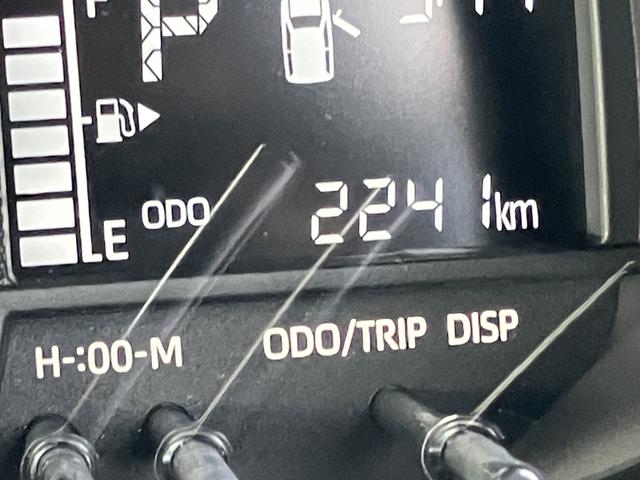 P
ODO 2241km
E
H-:00-M ODO/TRIP DISP